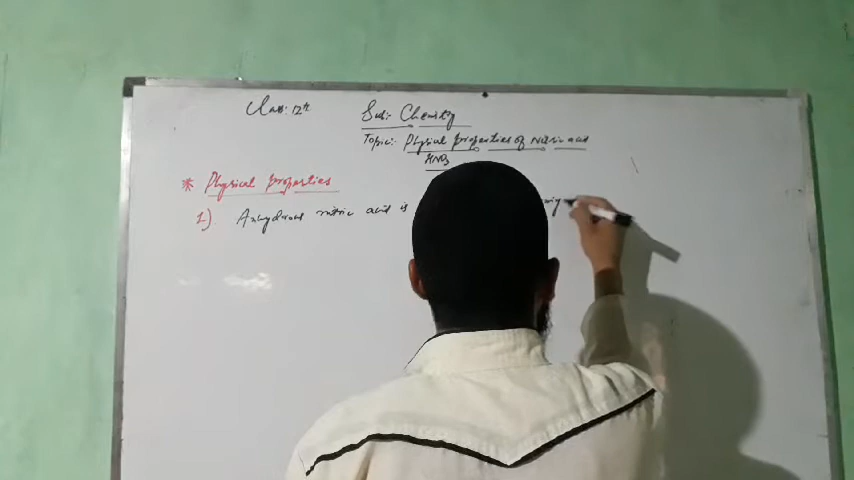 Class: 12th
Sub:- Chemistry
Topic:- Physical properties of Nitric acid
HNO3
* Physical properties
1) Anhydrous nitric acid is